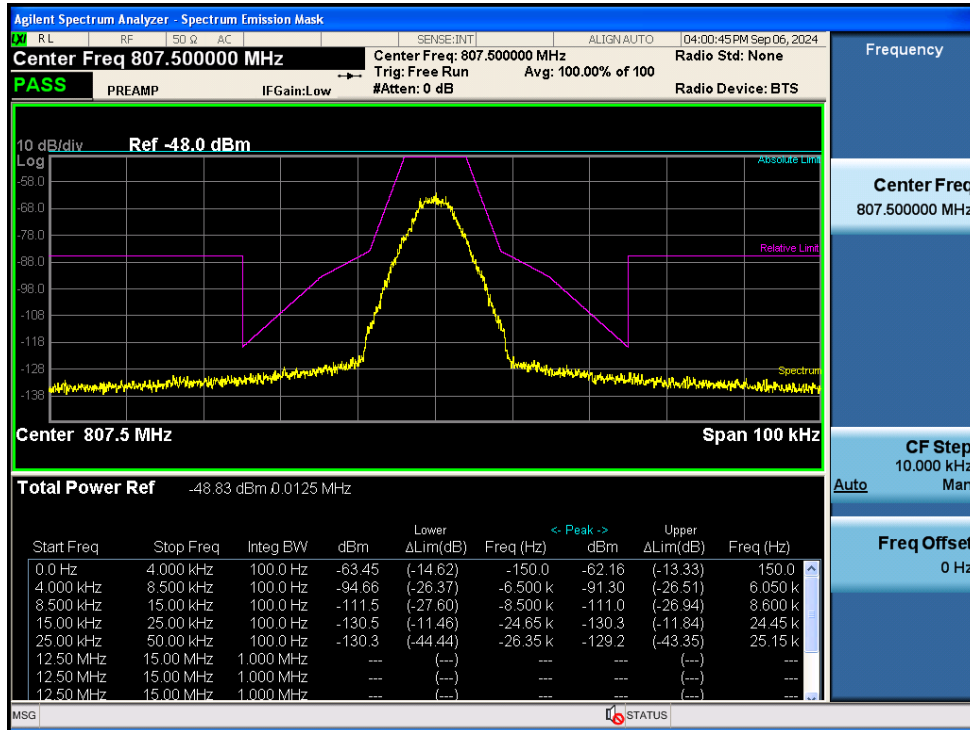 Agilent Spectrum Analyzer - Spectrum Emission Mask
LXI RL RF 50 Ω AC SENSE:INT ALIGN AUTO 04:00:45 PM Sep 06, 2024
Center Freq 807.500000 MHz
Center Freq: 807.500000 MHz Radio Std: None
Trig: Free Run Avg: 100.00% of 100
PASS PREAMP IFGain:Low #Atten: 0 dB Radio Device: BTS
10 dB/div Ref -48.0 dBm
Log
Absolute Limit
-58.0
-68.0
-78.0
Relative Limit
-88.0
-98.0
-108
-118
-128
Spectrum
-138
Center 807.5 MHz Span 100 kHz
Total Power Ref -48.83 dBm / 0.0125 MHz
Lower <- Peak -> Upper
Start Freq Stop Freq Integ BW dBm ΔLim(dB) Freq (Hz) dBm ΔLim(dB) Freq (Hz)
0.0 Hz 4.000 kHz 100.0 Hz -63.45 (-14.62) -150.0 -62.16 (-13.33) 150.0
4.000 kHz 8.500 kHz 100.0 Hz -94.66 (-26.37) -6.500 k -91.30 (-26.51) 6.050 k
8.500 kHz 15.00 kHz 100.0 Hz -111.5 (-27.60) -8.500 k -111.0 (-26.94) 8.600 k
15.00 kHz 25.00 kHz 100.0 Hz -130.5 (-11.46) -24.65 k -130.3 (-11.84) 24.45 k
25.00 kHz 50.00 kHz 100.0 Hz -130.3 (-44.44) -26.35 k -129.2 (-43.35) 25.15 k
12.50 MHz 15.00 MHz 1.000 MHz --- (---) --- --- (---) ---
12.50 MHz 15.00 MHz 1.000 MHz --- (---) --- --- (---) ---
12.50 MHz 15.00 MHz 1.000 MHz --- (---) --- --- (---) ---
MSG STATUS
Frequency
Center Freq
807.500000 MHz
CF Step
10.000 kHz
Auto Man
Freq Offset
0 Hz